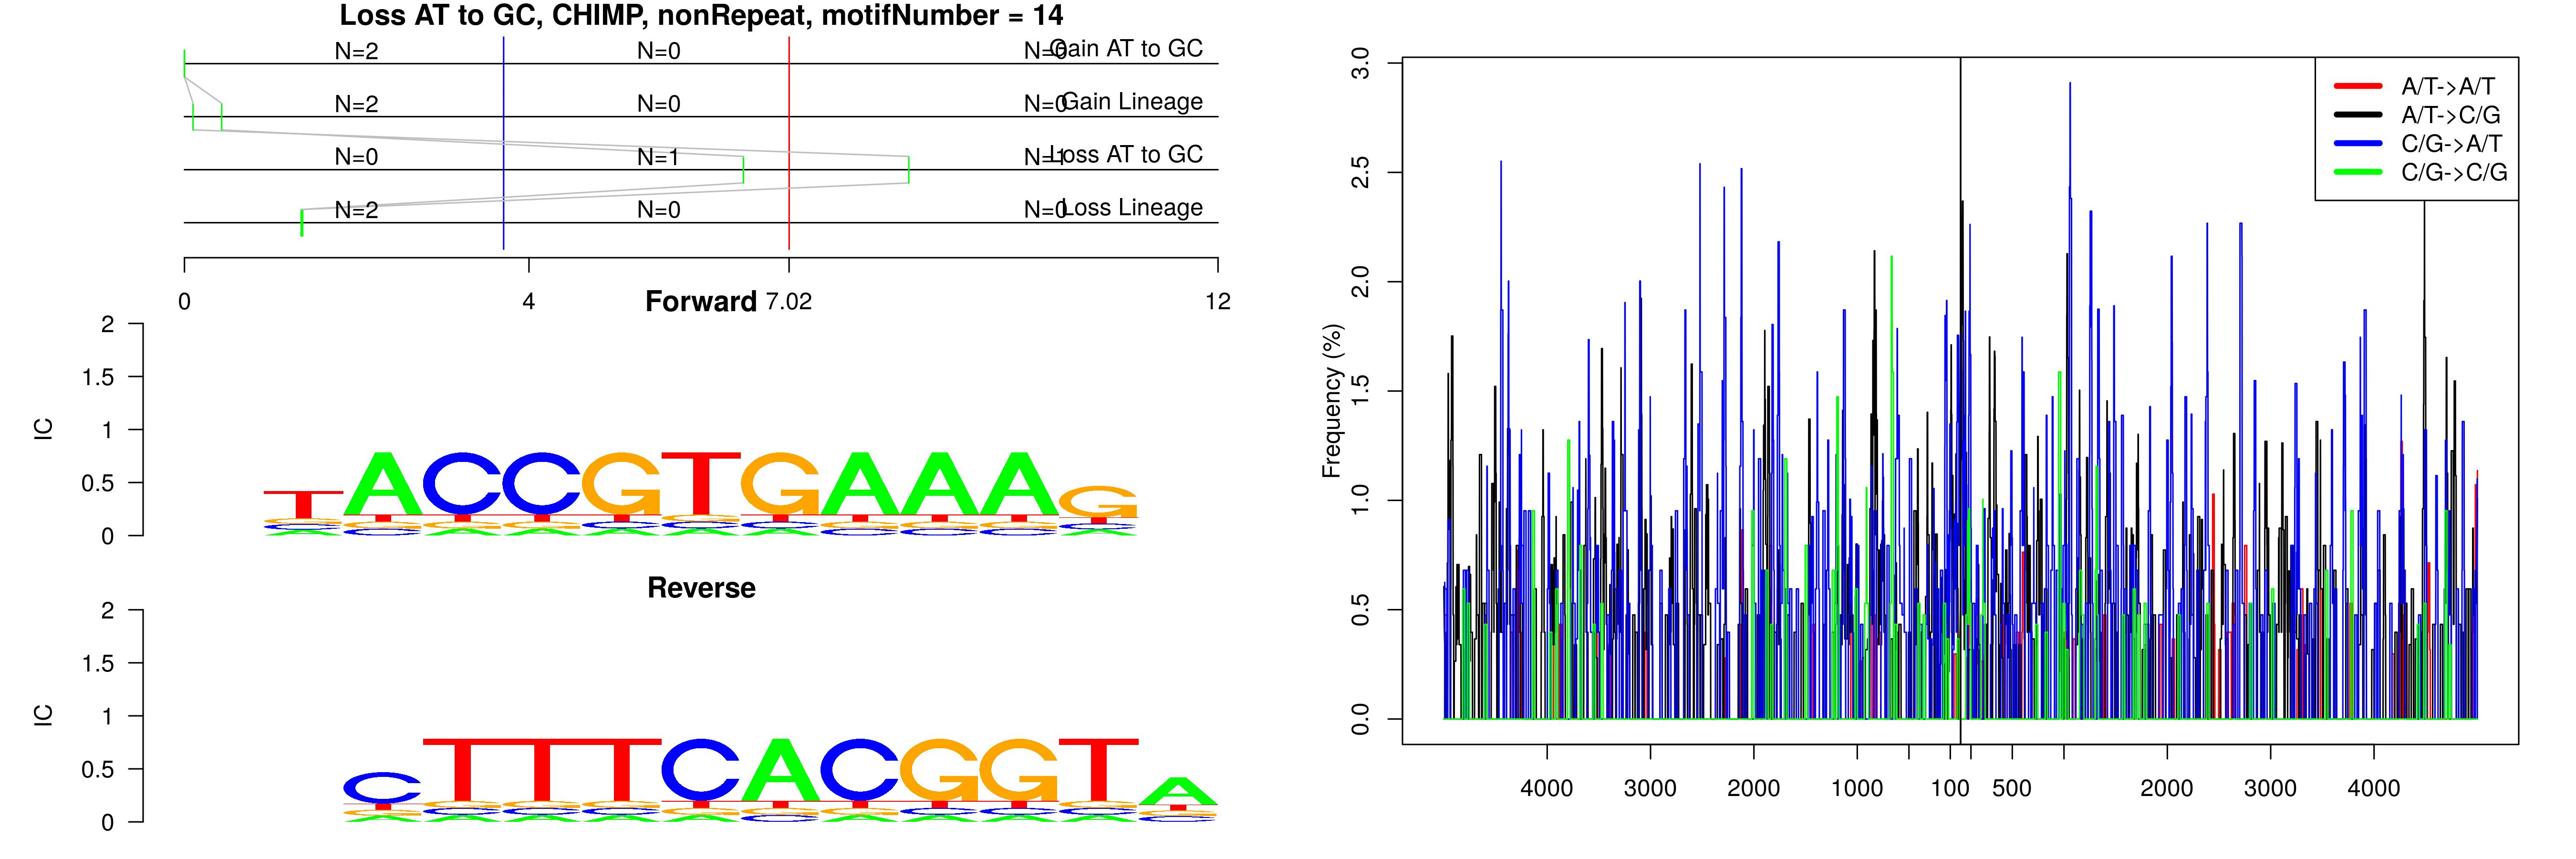 Loss AT to GC, CHIMP, nonRepeat, motifNumber = 14
N=2 N=0 N=0 Gain AT to GC
N=2 N=0 N=0 Gain Lineage
N=0 N=1 N=1 Loss AT to GC
N=2 N=0 N=0 Loss Lineage
0 4 7.02 12
Forward
2
1.5
1
0.5
0
IC
TACCGTGAAAG
Reverse
2
1.5
1
0.5
0
IC
CTTTCACGGTA
3.0
2.5
2.0
1.5
1.0
0.5
0.0
Frequency (%)
A/T->A/T
A/T->C/G
C/G->A/T
C/G->C/G
4000 3000 2000 1000 100 500 2000 3000 4000